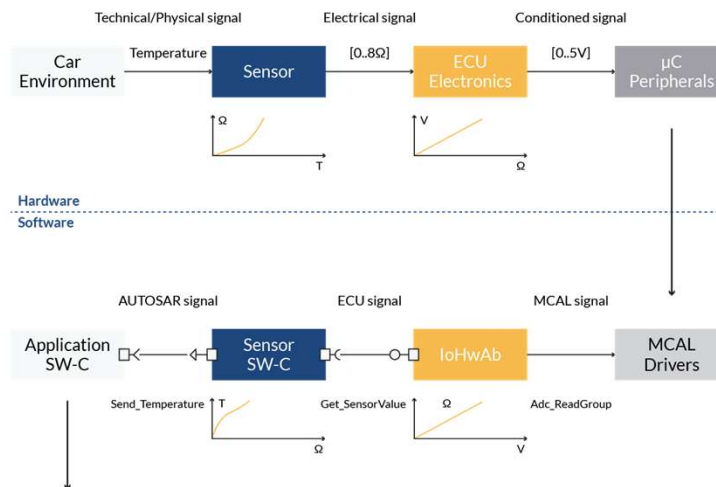 Technical/Physical signal
Electrical signal
Conditioned signal
Car
Environment
Temperature
Sensor
[0..8Ω]
ECU
Electronics
[0..5V]
µC
Peripherals
Ω
T
V
Ω
Hardware
Software
AUTOSAR signal
ECU signal
MCAL signal
Application
SW-C
Sensor
SW-C
IoHwAb
MCAL
Drivers
Send_Temperature
T
Ω
Get_SensorValue
Ω
V
Adc_ReadGroup